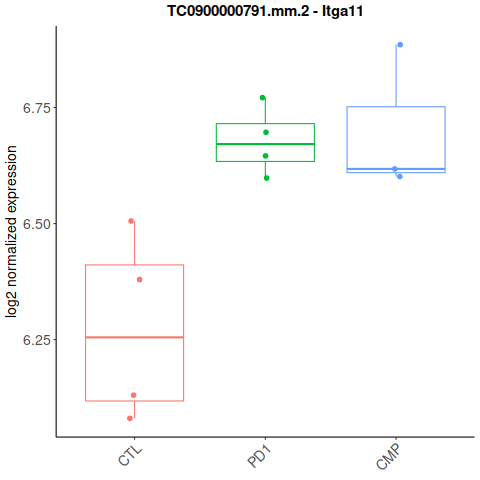 TC0900000791.mm.2 - Itga11
log2 normalized expression
6.75
6.50
6.25
CTL
PD1
CMP